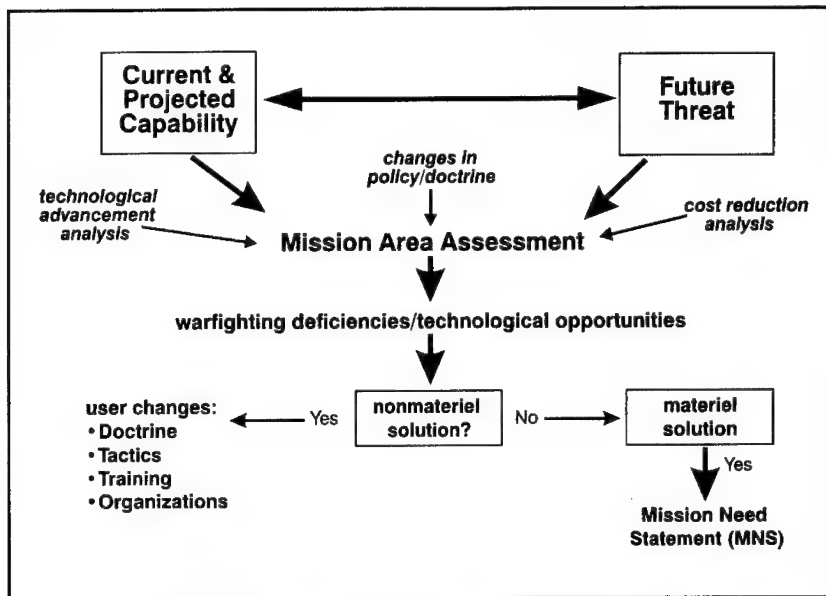 Current &
Projected
Capability
Future
Threat
changes in
policy/doctrine
technological
advancement
analysis
cost reduction
analysis
Mission Area Assessment
warfighting deficiencies/technological opportunities
user changes:
• Doctrine
• Tactics
• Training
• Organizations
Yes
nonmateriel
solution?
No
materiel
solution
Yes
Mission Need
Statement (MNS)